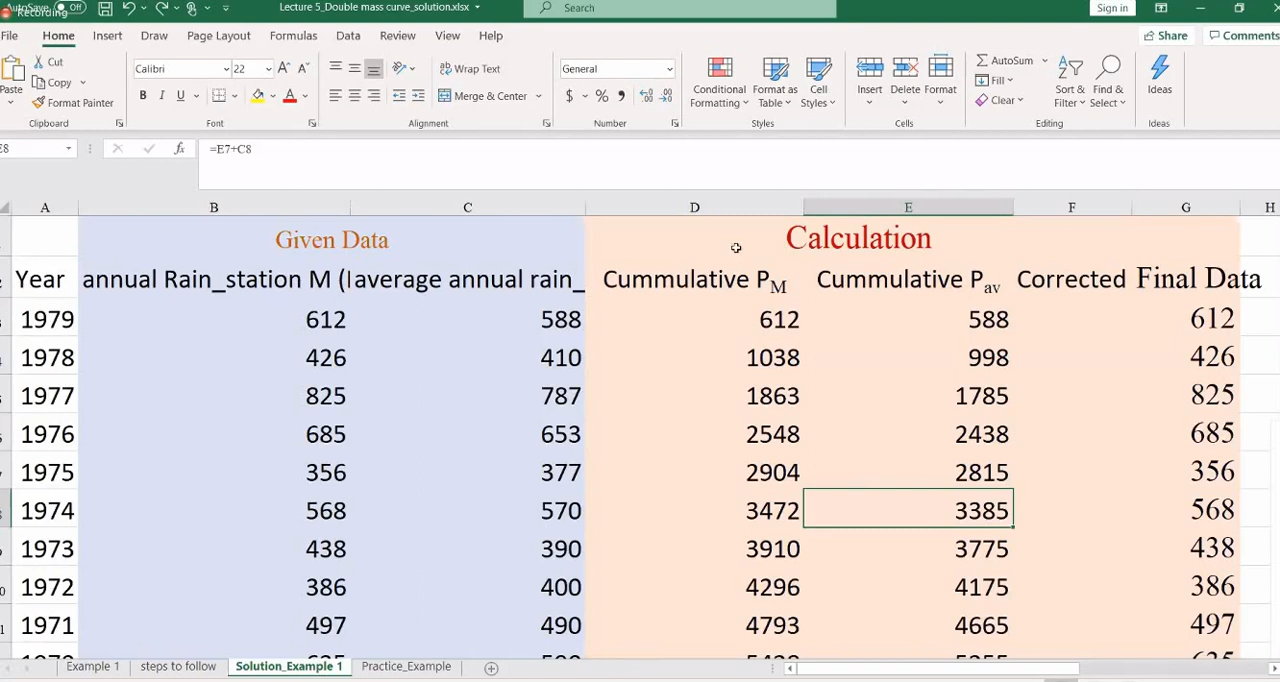 AutoSave Off Lecture 5_Double mass curve_solution.xlsx Search Sign in
Recording
File Home Insert Draw Page Layout Formulas Data Review View Help Share Comments
Cut Calibri 22 Wrap Text General AutoSum
Copy Fill
Paste Format Painter B I U Merge & Center $ % Conditional Formatting Format as Table Cell Styles Insert Delete Format Clear Sort & Filter Find & Select Ideas
Clipboard Font Alignment Number Styles Cells Editing Ideas
E8 fx =E7+C8
A B C D E F G H
Given Data Calculation
Year annual Rain_station M ( average annual rain_ Cummulative PM Cummulative Pav Corrected Final Data
1979 612 588 612 588 612
1978 426 410 1038 998 426
1977 825 787 1863 1785 825
1976 685 653 2548 2438 685
1975 356 377 2904 2815 356
1974 568 570 3472 3385 568
1973 438 390 3910 3775 438
1972 386 400 4296 4175 386
1971 497 490 4793 4665 497
Example 1 steps to follow Solution_Example 1 Practice_Example